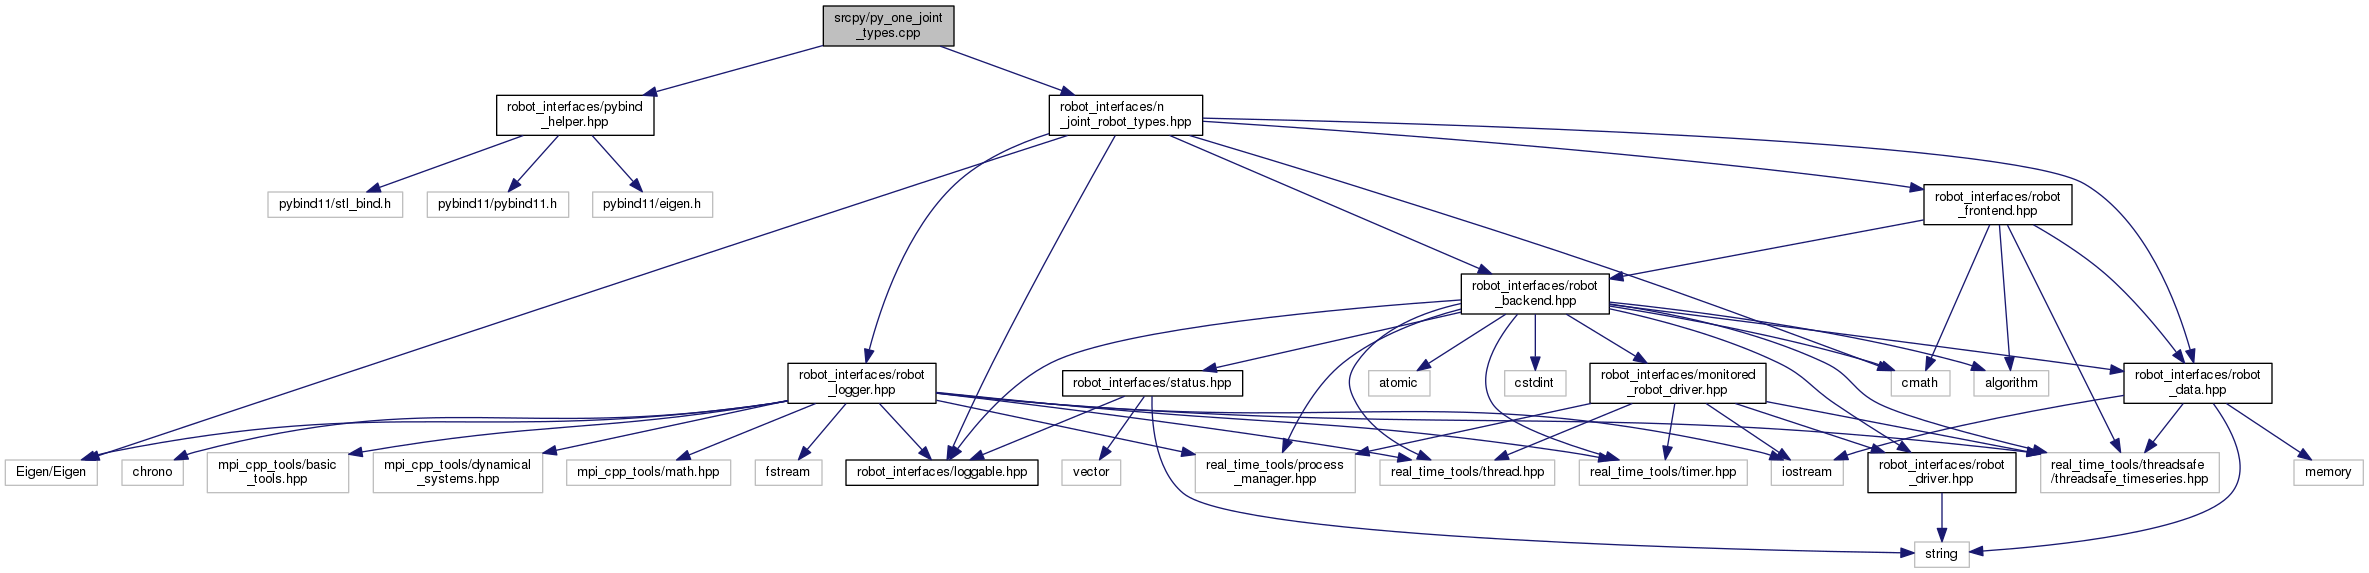 srcpy/py_one_joint
_types.cpp
robot_interfaces/pybind
_helper.hpp
robot_interfaces/n
_joint_robot_types.hpp
pybind11/stl_bind.h
pybind11/pybind11.h
pybind11/eigen.h
robot_interfaces/robot
_frontend.hpp
robot_interfaces/robot
_backend.hpp
robot_interfaces/robot
_logger.hpp
robot_interfaces/status.hpp
atomic
cstdint
robot_interfaces/monitored
_robot_driver.hpp
cmath
algorithm
robot_interfaces/robot
_data.hpp
Eigen/Eigen
chrono
mpi_cpp_tools/basic
_tools.hpp
mpi_cpp_tools/dynamical
_systems.hpp
mpi_cpp_tools/math.hpp
fstream
robot_interfaces/loggable.hpp
vector
real_time_tools/process
_manager.hpp
real_time_tools/thread.hpp
real_time_tools/timer.hpp
iostream
robot_interfaces/robot
_driver.hpp
real_time_tools/threadsafe
/threadsafe_timeseries.hpp
memory
string